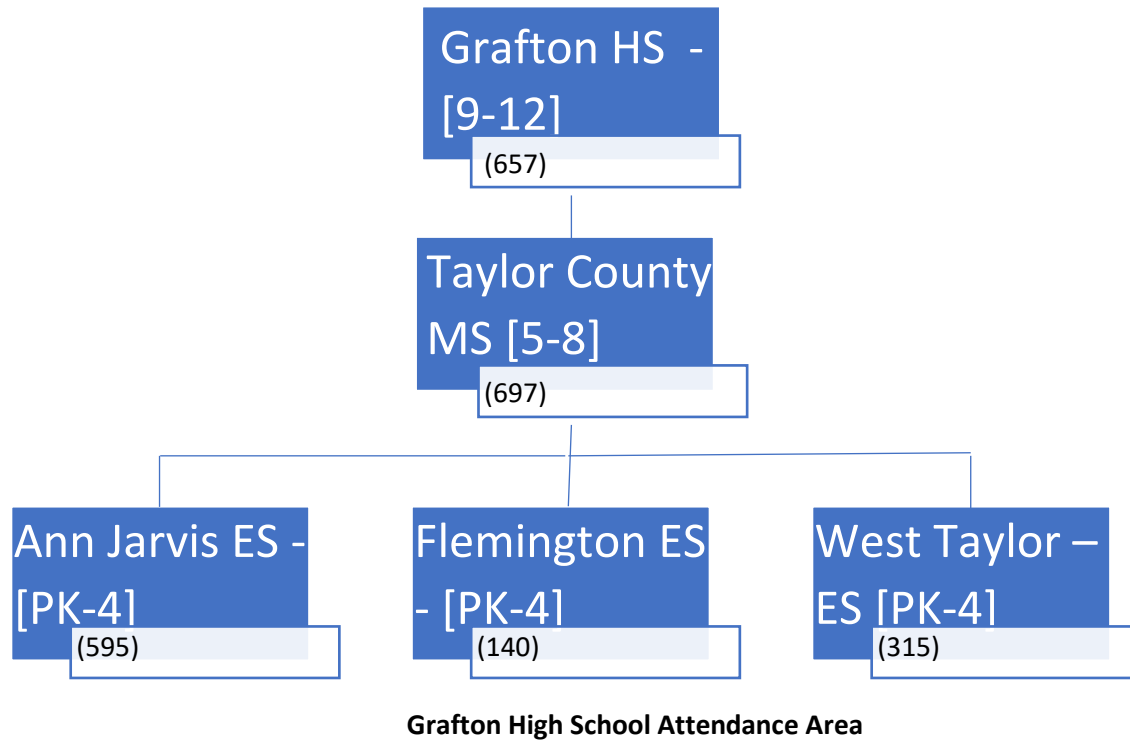 Grafton HS -
[9-12]
(657)
Taylor County
MS [5-8]
(697)
Ann Jarvis ES -
[PK-4]
(595)
Flemington ES
- [PK-4]
(140)
West Taylor –
ES [PK-4]
(315)
Grafton High School Attendance Area